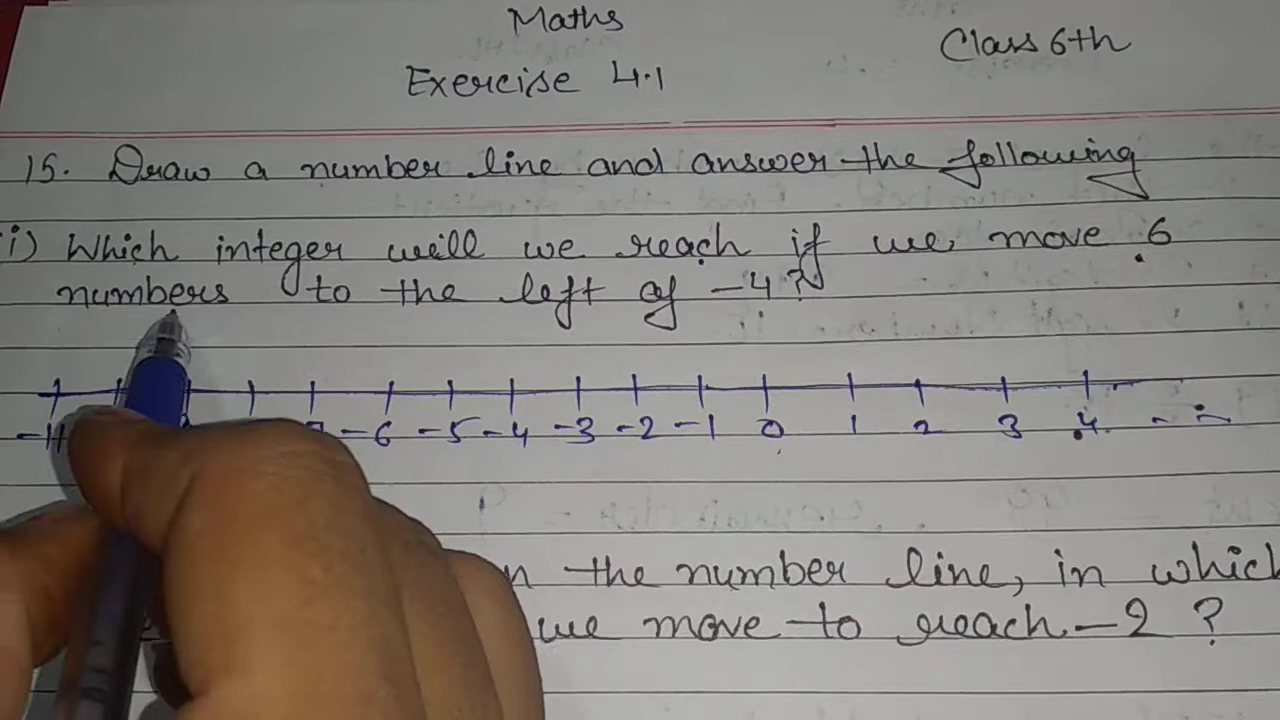 Maths
Class 6th
Exercise 4.1
15. Draw a number line and answer the following
i) Which integer will we reach if we move 6
numbers to the left of -4?
-11 -6 -5 -4 -3 -2 -1 0 1 2 3 4
the number line, in which
we move to reach -2 ?